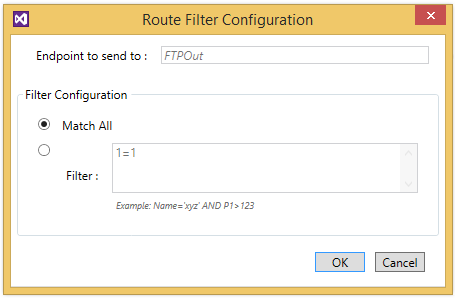 Route Filter Configuration
Endpoint to send to :
FTPOut
Filter Configuration
Match All
1=1
Filter :
Example: Name='xyz' AND P1>123
OK
Cancel